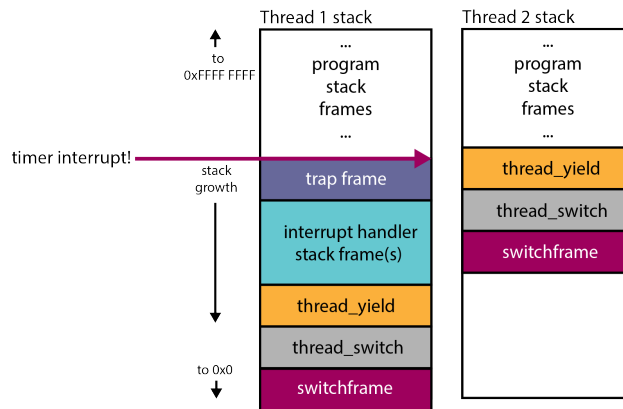 Thread 1 stack
Thread 2 stack
to
0xFFFF FFFF
...
program
stack
frames
...
...
program
stack
frames
...
timer interrupt!
stack
growth
trap frame
interrupt handler
stack frame(s)
thread_yield
thread_switch
switchframe
thread_yield
thread_switch
switchframe
to 0x0